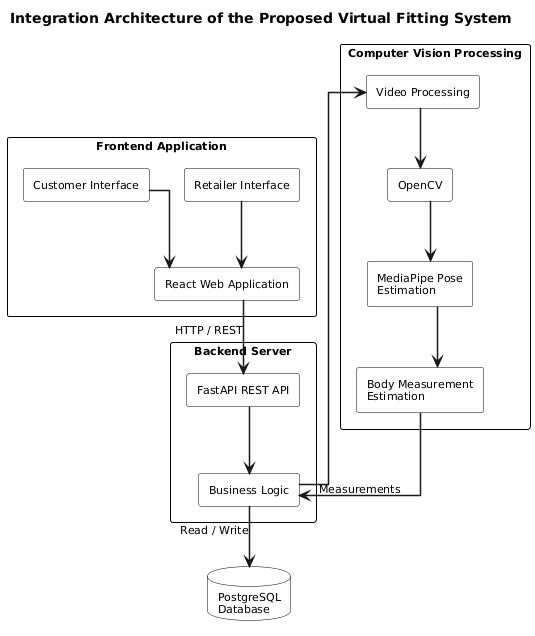 Integration Architecture of the Proposed Virtual Fitting System
Computer Vision Processing
Video Processing
Frontend Application
Customer Interface
Retailer Interface
OpenCV
React Web Application
MediaPipe Pose
Estimation
HTTP / REST
Backend Server
FastAPI REST API
Body Measurement
Estimation
Business Logic
Measurements
Read / Write
PostgreSQL
Database